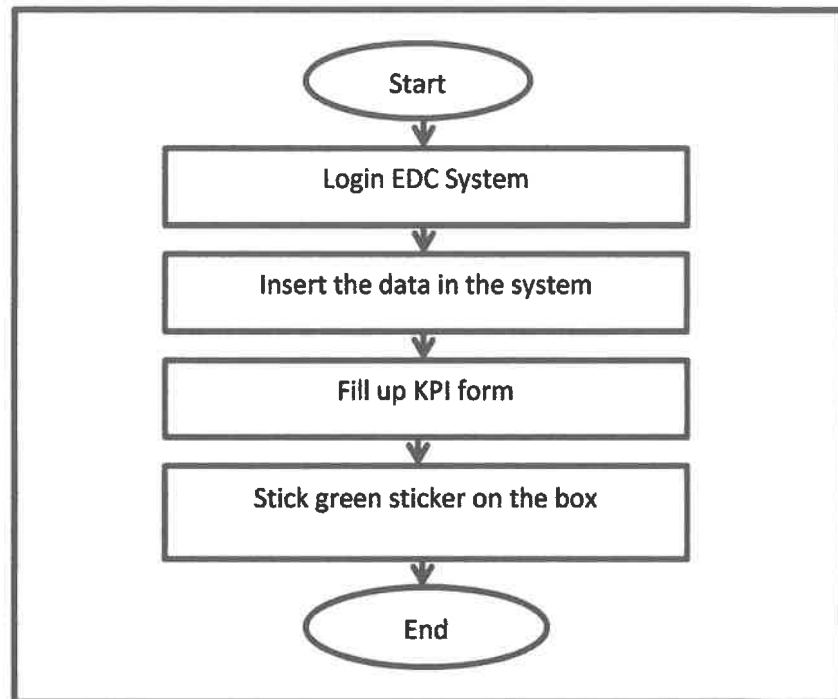 Start
Login EDC System
Insert the data in the system
Fill up KPI form
Stick green sticker on the box
End